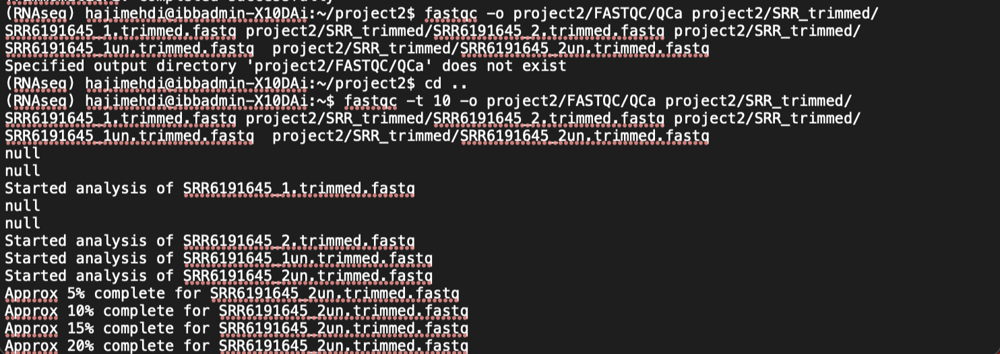 (RNAseq) hajimehdi@ibbadmin-X10DAi:~/project2$ fastqc -o project2/FASTQC/QCa project2/SRR_trimmed/
SRR6191645_1.trimmed.fastq project2/SRR_trimmed/SRR6191645_2.trimmed.fastq project2/SRR_trimmed/
SRR6191645_1un.trimmed.fastq  project2/SRR_trimmed/SRR6191645_2un.trimmed.fastq
Specified output directory 'project2/FASTQC/QCa' does not exist
(RNAseq) hajimehdi@ibbadmin-X10DAi:~/project2$ cd ..
(RNAseq) hajimehdi@ibbadmin-X10DAi:~$ fastqc -t 10 -o project2/FASTQC/QCa project2/SRR_trimmed/
SRR6191645_1.trimmed.fastq project2/SRR_trimmed/SRR6191645_2.trimmed.fastq project2/SRR_trimmed/
SRR6191645_1un.trimmed.fastq  project2/SRR_trimmed/SRR6191645_2un.trimmed.fastq
null
null
Started analysis of SRR6191645_1.trimmed.fastq
null
null
Started analysis of SRR6191645_2.trimmed.fastq
Started analysis of SRR6191645_1un.trimmed.fastq
Started analysis of SRR6191645_2un.trimmed.fastq
Approx 5% complete for SRR6191645_2un.trimmed.fastq
Approx 10% complete for SRR6191645_2un.trimmed.fastq
Approx 15% complete for SRR6191645_2un.trimmed.fastq
Approx 20% complete for SRR6191645_2un.trimmed.fastq